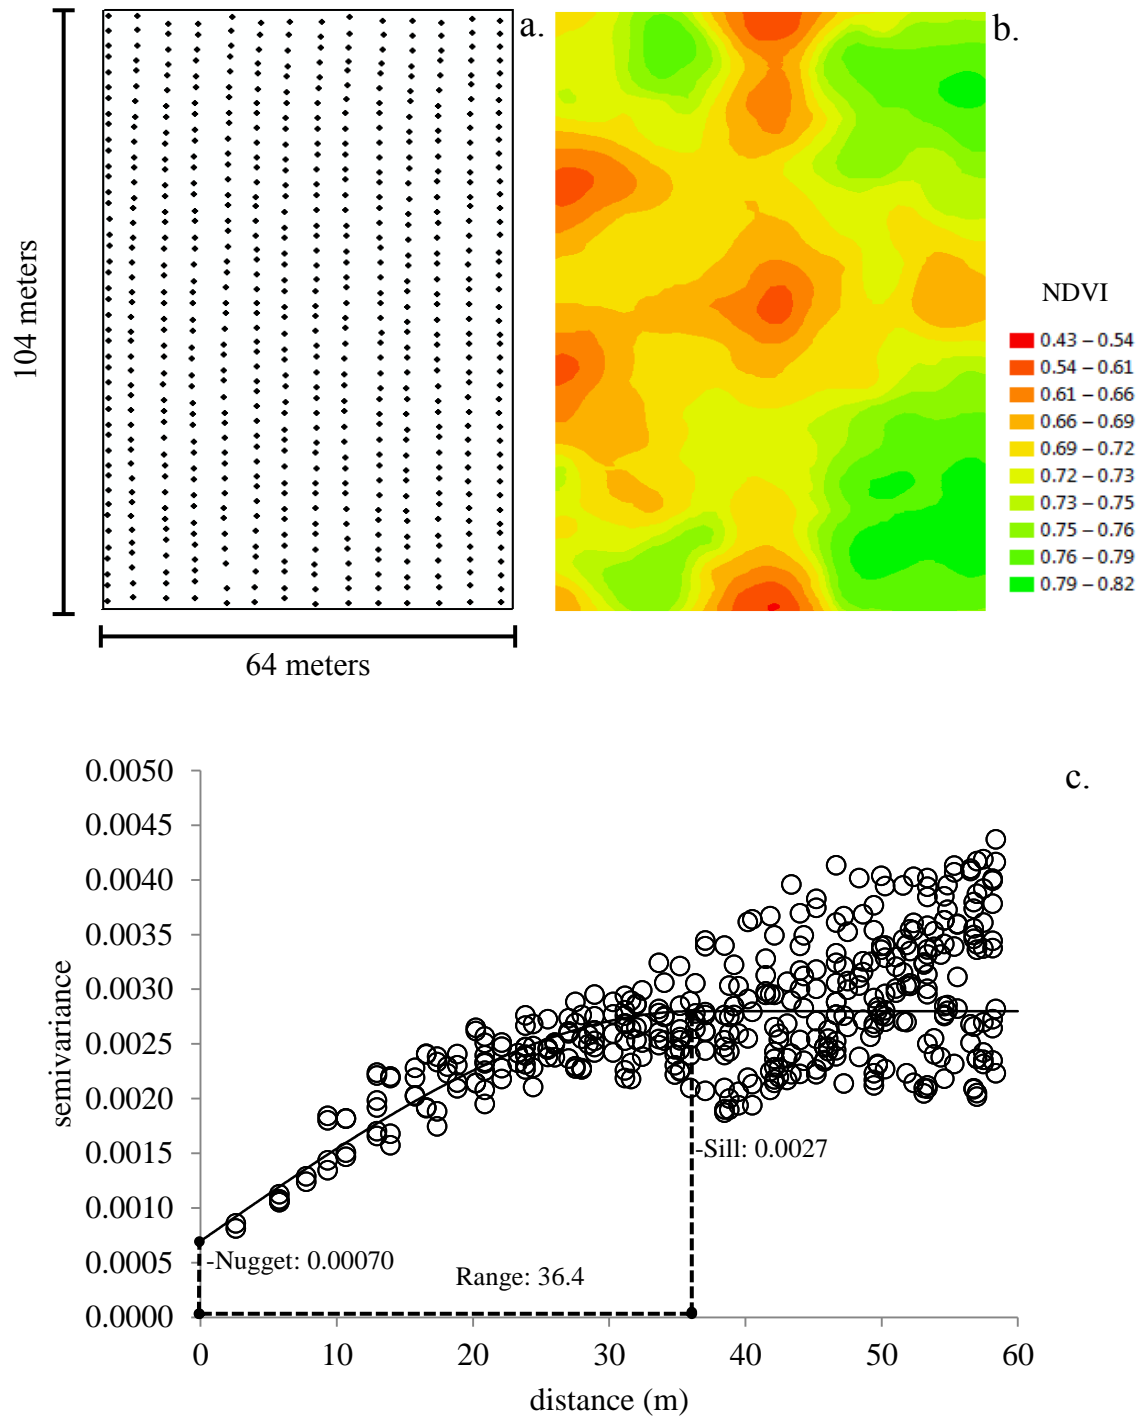 a.
b.
104 meters
64 meters
NDVI
0.43 – 0.54
0.54 – 0.61
0.61 – 0.66
0.66 – 0.69
0.69 – 0.72
0.72 – 0.73
0.73 – 0.75
0.75 – 0.76
0.76 – 0.79
0.79 – 0.82
c.
semivariance
0.0050
0.0045
0.0040
0.0035
0.0030
0.0025
0.0020
0.0015
0.0010
0.0005
0.0000
-Sill: 0.0027
-Nugget: 0.00070
Range: 36.4
0 10 20 30 40 50 60
distance (m)